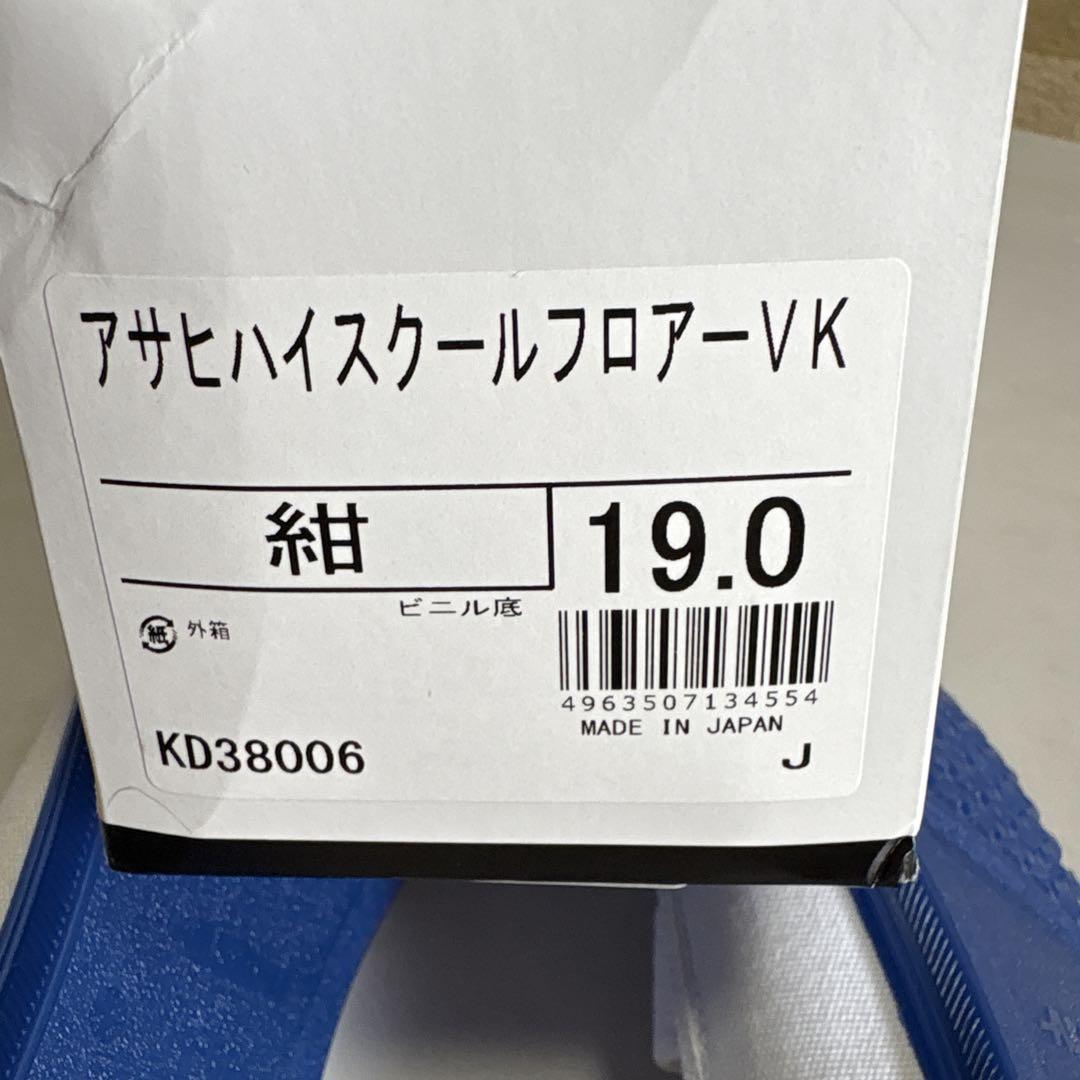 アサヒハイスクールフロアーVK
紺
19.0
ビニル底
紙 外箱
4963507134554
MADE IN JAPAN
KD38006
J